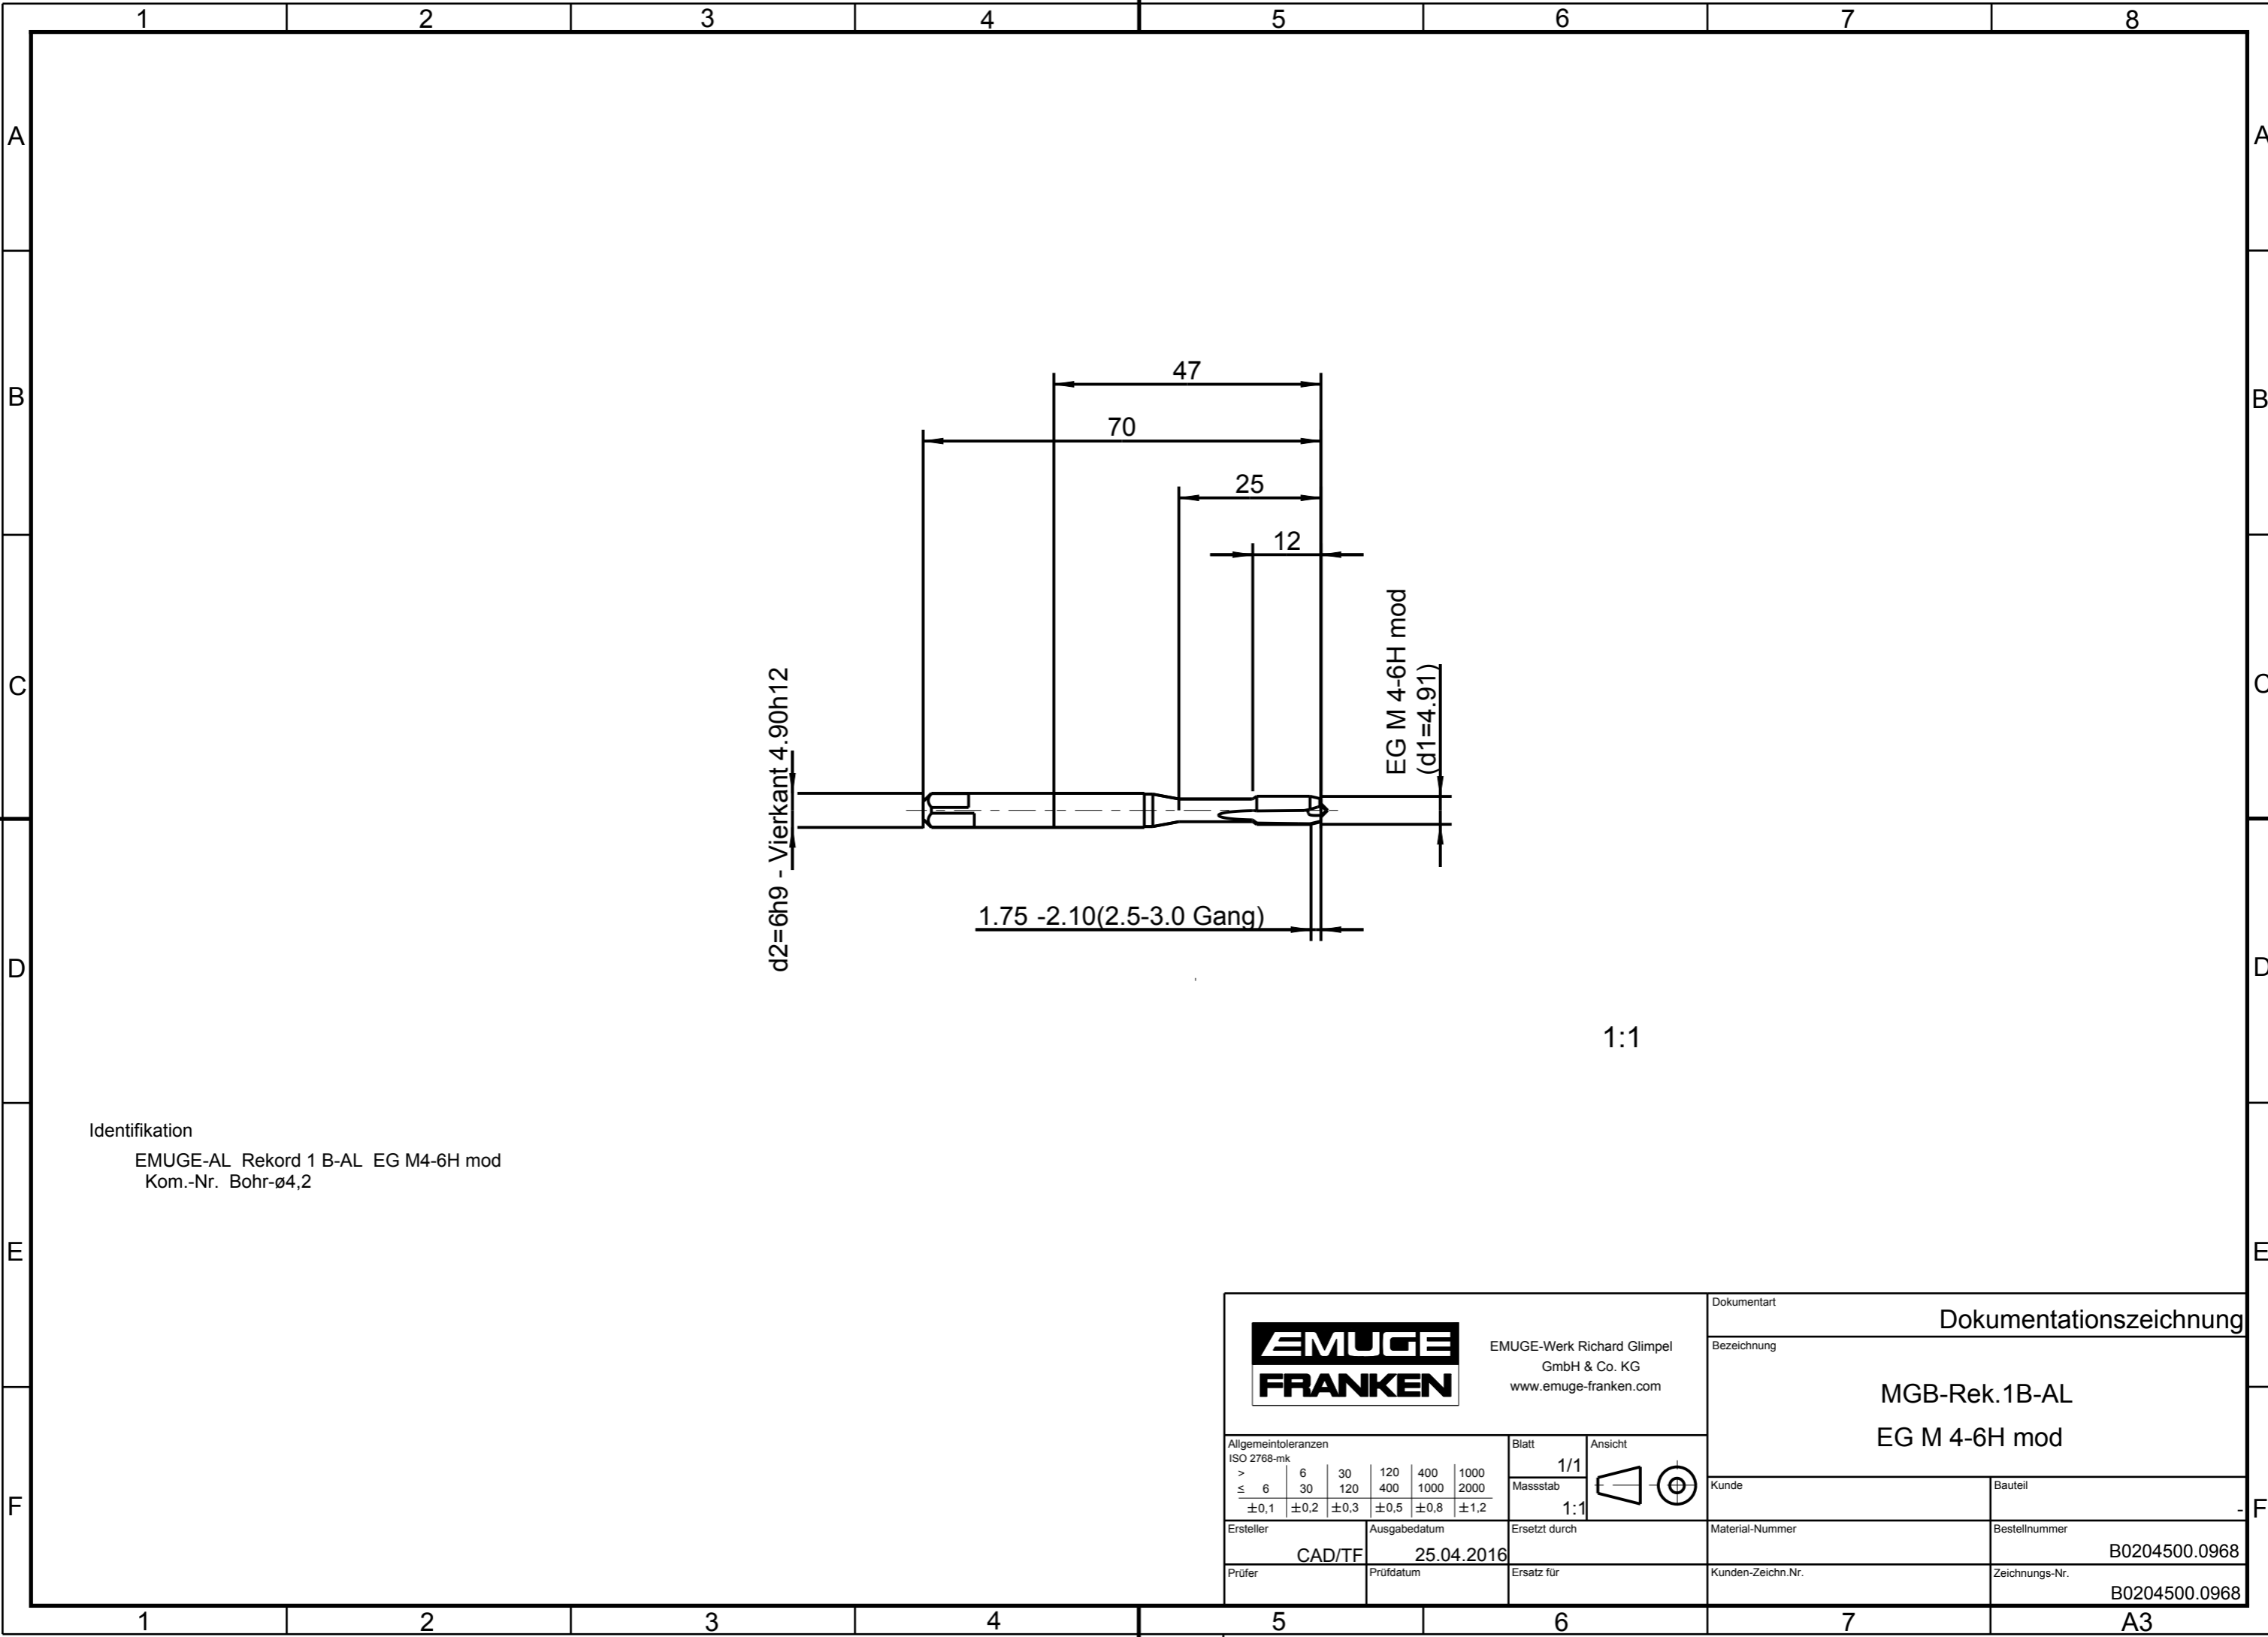 1 2 3 4 5 6 7 8
A A
B B
C C
D D
E E
F F
47
70
25
12
EG M 4-6H mod
(d1=4.91)
d2=6h9 - Vierkant 4.90h12
1.75 -2.10(2.5-3.0 Gang)
1:1
Identifikation
EMUGE-AL Rekord 1 B-AL EG M4-6H mod
Kom.-Nr. Bohr-ø4,2
EMUGE
FRANKEN
EMUGE-Werk Richard Glimpel
GmbH & Co. KG
www.emuge-franken.com
Dokumentart
Dokumentationszeichnung
Bezeichnung
MGB-Rek.1B-AL
EG M 4-6H mod
Allgemeintoleranzen
ISO 2768-mk
> 6 30 120 400 1000
≤ 6 30 120 400 1000 2000
±0,1 ±0,2 ±0,3 ±0,5 ±0,8 ±1,2
Blatt
1/1
Ansicht
Massstab
1:1
Kunde
Bauteil
-
Ersteller
CAD/TF
Ausgabedatum
25.04.2016
Ersetzt durch
Material-Nummer
Bestellnummer
B0204500.0968
Prüfer
Prüfdatum
Ersatz für
Kunden-Zeichn.Nr.
Zeichnungs-Nr.
B0204500.0968
1 2 3 4 5 6 7 A3